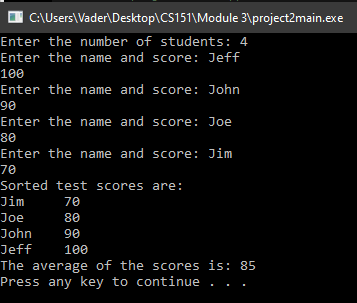 C:\Users\Vader\Desktop\CS151\Module 3\project2main.exe
Enter the number of students: 4
Enter the name and score: Jeff
100
Enter the name and score: John
90
Enter the name and score: Joe
80
Enter the name and score: Jim
70
Sorted test scores are:
Jim     70
Joe     80
John    90
Jeff    100
The average of the scores is: 85
Press any key to continue . . .